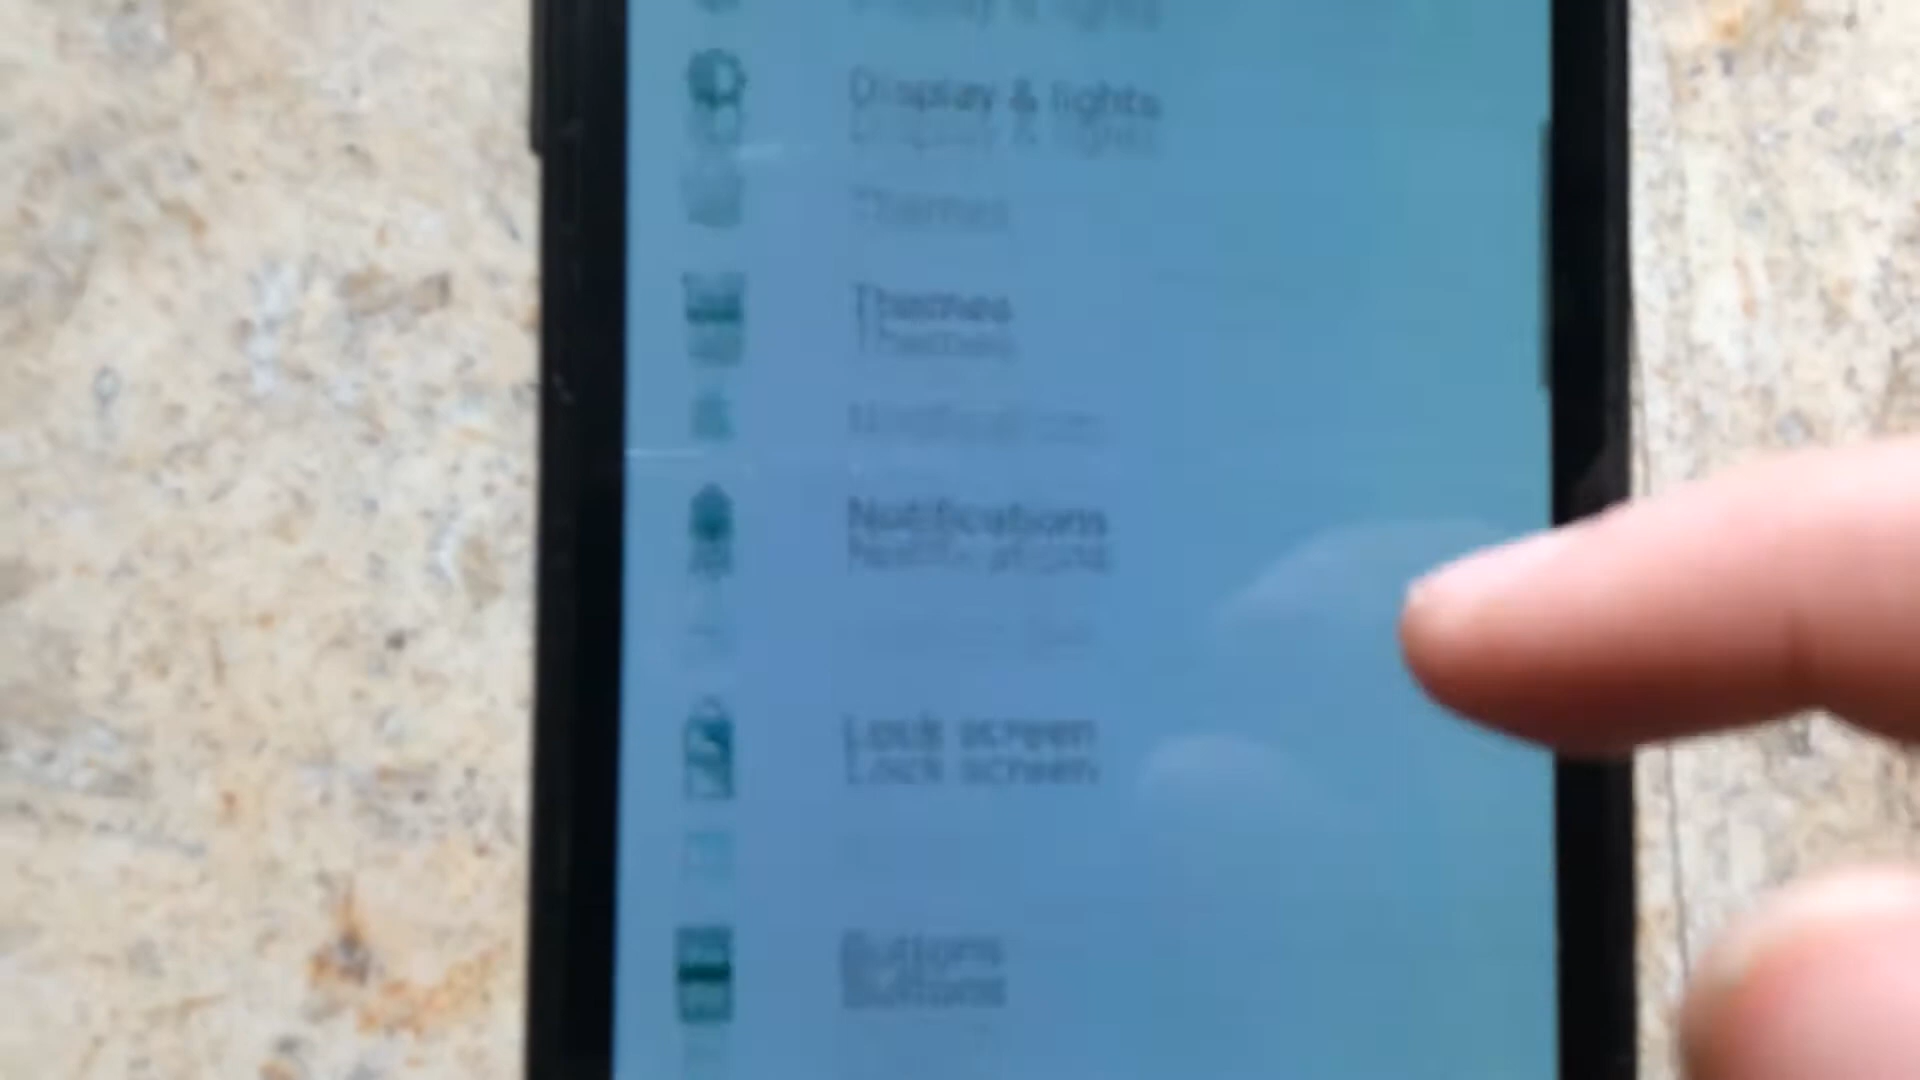 Display & lights
Themes
Notifications
Lock screen
Buttons